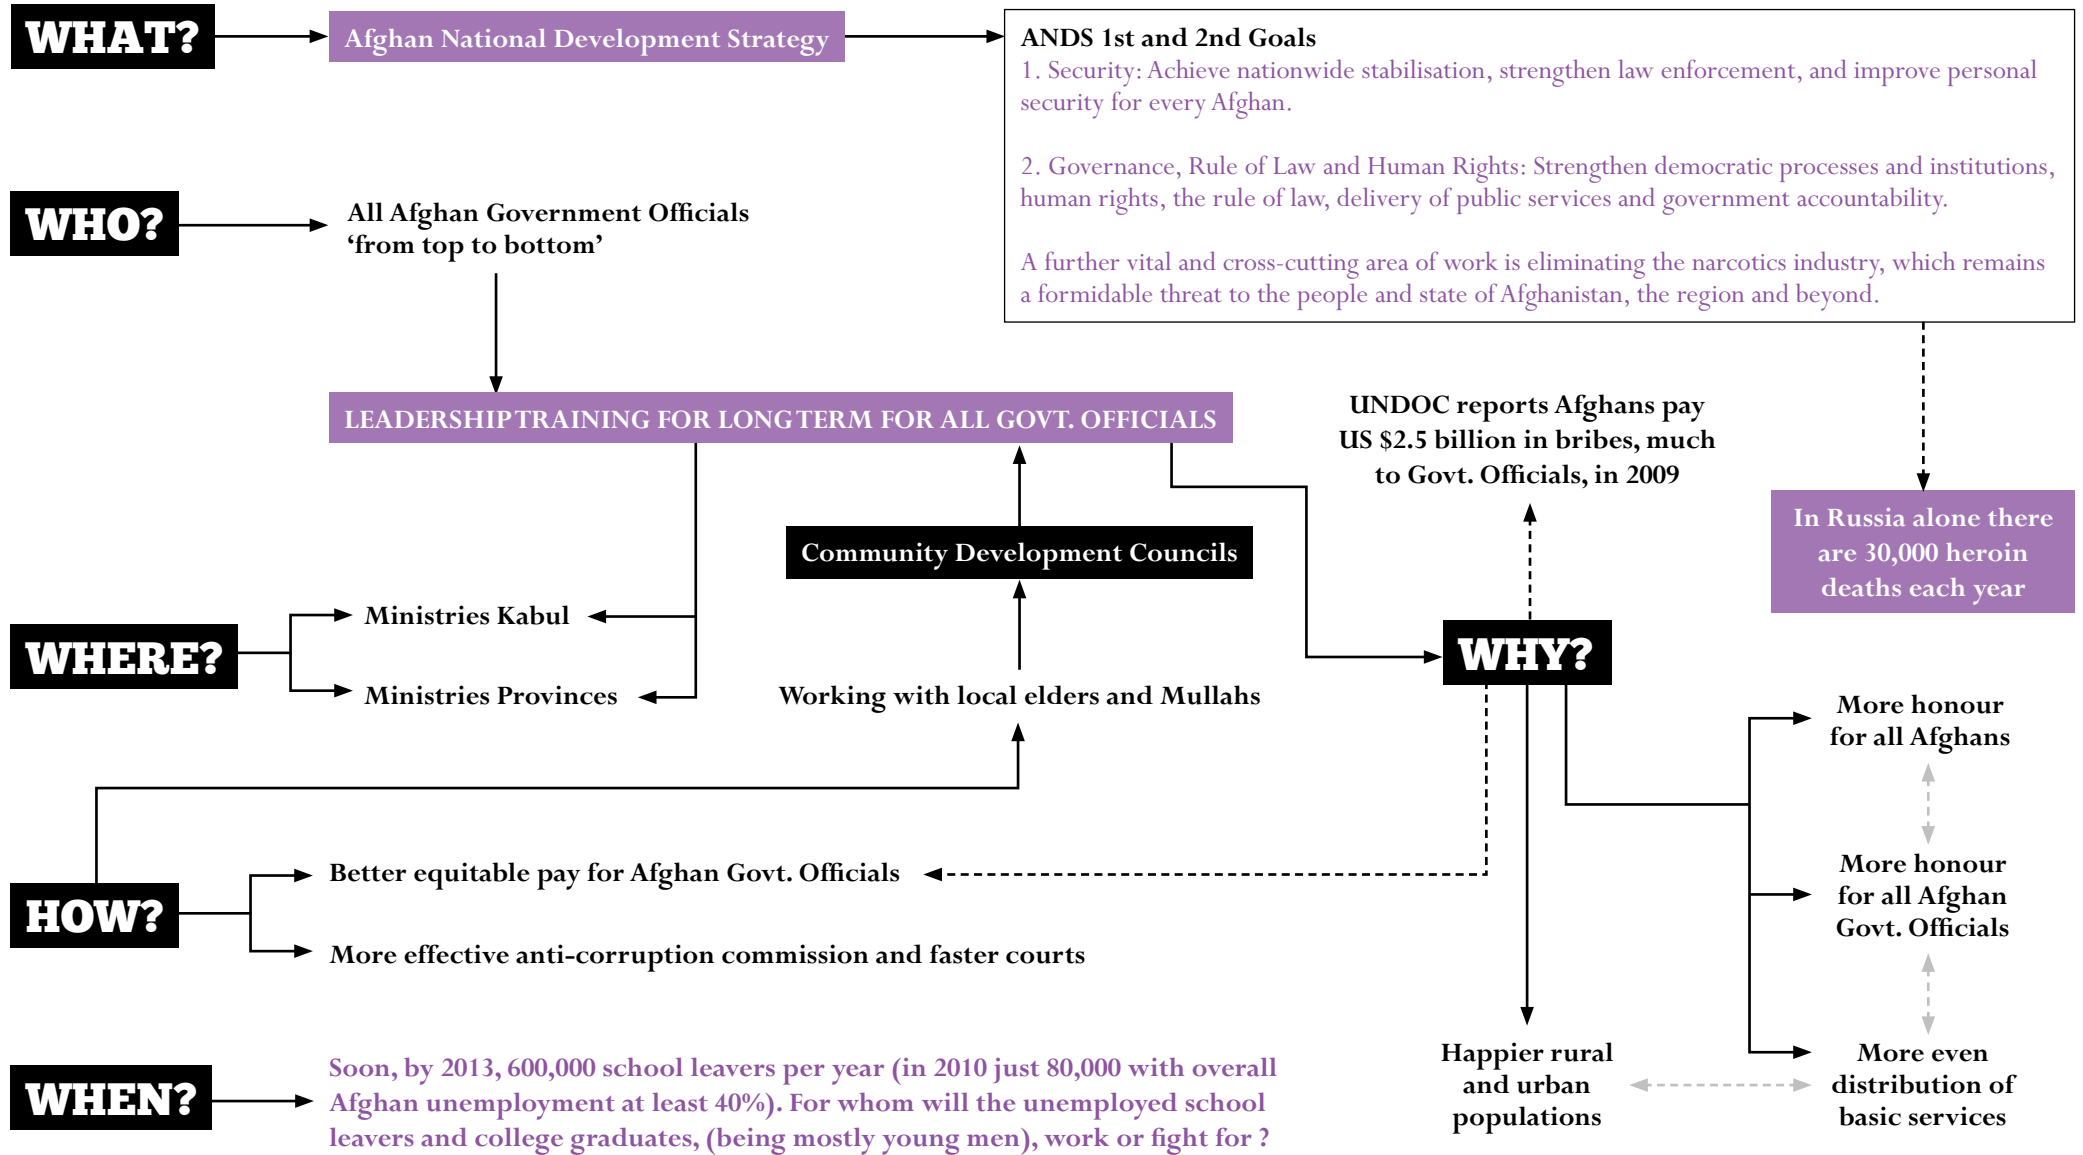 WHAT?
Afghan National Development Strategy
ANDS 1st and 2nd Goals
1. Security: Achieve nationwide stabilisation, strengthen law enforcement, and improve personal
security for every Afghan.
2. Governance, Rule of Law and Human Rights: Strengthen democratic processes and institutions,
human rights, the rule of law, delivery of public services and government accountability.
A further vital and cross-cutting area of work is eliminating the narcotics industry, which remains
a formidable threat to the people and state of Afghanistan, the region and beyond.
WHO?
All Afghan Government Officials
‘from top to bottom’
LEADERSHIP TRAINING FOR LONG TERM FOR ALL GOVT. OFFICIALS
UNDOC reports Afghans pay
US $2.5 billion in bribes, much
to Govt. Officials, in 2009
In Russia alone there
are 30,000 heroin
deaths each year
Community Development Councils
WHERE?
Ministries Kabul
Ministries Provinces
Working with local elders and Mullahs
WHY?
More honour
for all Afghans
More honour
for all Afghan
Govt. Officials
HOW?
Better equitable pay for Afghan Govt. Officials
More effective anti-corruption commission and faster courts
Happier rural
and urban
populations
More even
distribution of
basic services
WHEN?
Soon, by 2013, 600,000 school leavers per year (in 2010 just 80,000 with overall
Afghan unemployment at least 40%). For whom will the unemployed school
leavers and college graduates, (being mostly young men), work or fight for ?